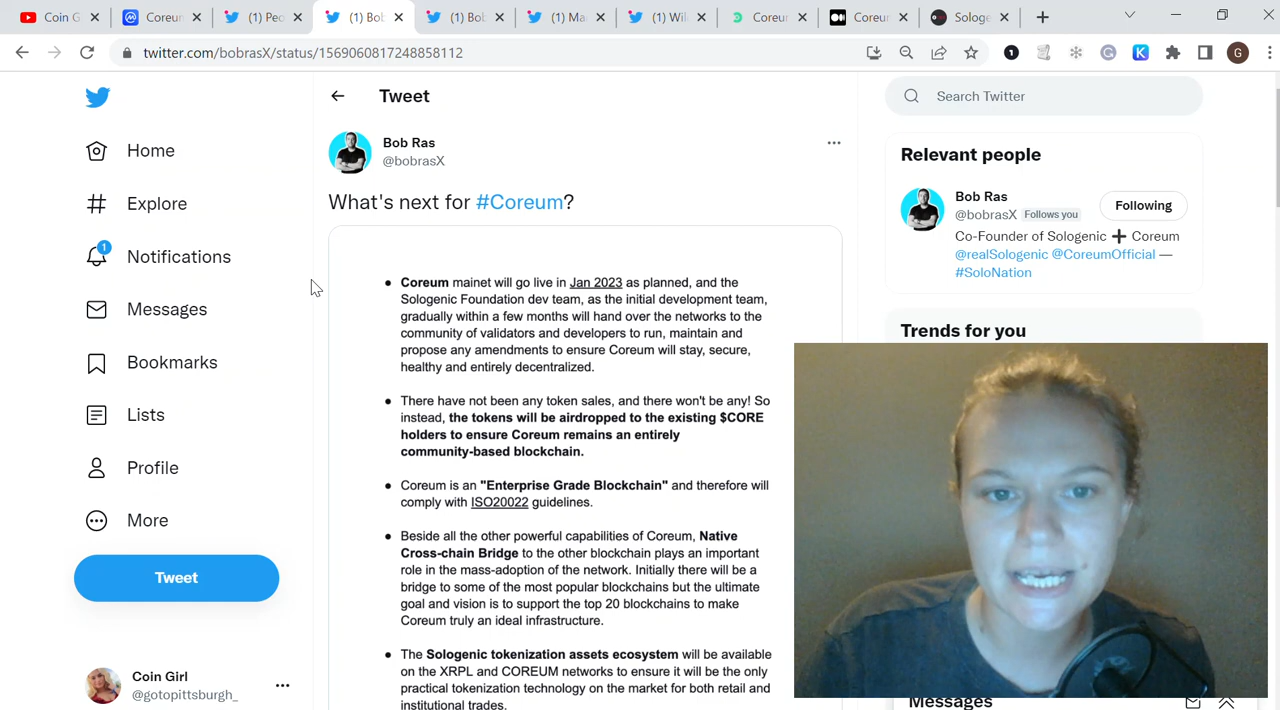 Coin G
Coreum
(1) Peo
(1) Bob
(1) Bob
(1) Ma
(1) Wil
Coreur
Coreum
Sologe
twitter.com/bobrasX/status/1569060817248858112
G
Tweet
Search Twitter
Home
Explore
1
Notifications
Messages
Bookmarks
Lists
Profile
More
Tweet
Coin Girl
@gotopittsburgh_
Bob Ras
@bobrasX
What's next for #Coreum?
Coreum mainet will go live in Jan 2023 as planned, and the
Sologenic Foundation dev team, as the initial development team,
gradually within a few months will hand over the networks to the
community of validators and developers to run, maintain and
propose any amendments to ensure Coreum will stay, secure,
healthy and entirely decentralized.
There have not been any token sales, and there won't be any! So
instead, the tokens will be airdropped to the existing $CORE
holders to ensure Coreum remains an entirely
community-based blockchain.
Coreum is an "Enterprise Grade Blockchain" and therefore will
comply with ISO20022 guidelines.
Beside all the other powerful capabilities of Coreum, Native
Cross-chain Bridge to the other blockchain plays an important
role in the mass-adoption of the network. Initially there will be a
bridge to some of the most popular blockchains but the ultimate
goal and vision is to support the top 20 blockchains to make
Coreum truly an ideal infrastructure.
The Sologenic tokenization assets ecosystem will be available
on the XRPL and COREUM networks to ensure it will be the only
practical tokenization technology on the market for both retail and
institutional trades.
Relevant people
Bob Ras
@bobrasX Follows you
Following
Co-Founder of Sologenic ➕ Coreum
@realSologenic @CoreumOfficial —
#SoloNation
Trends for you
Messages